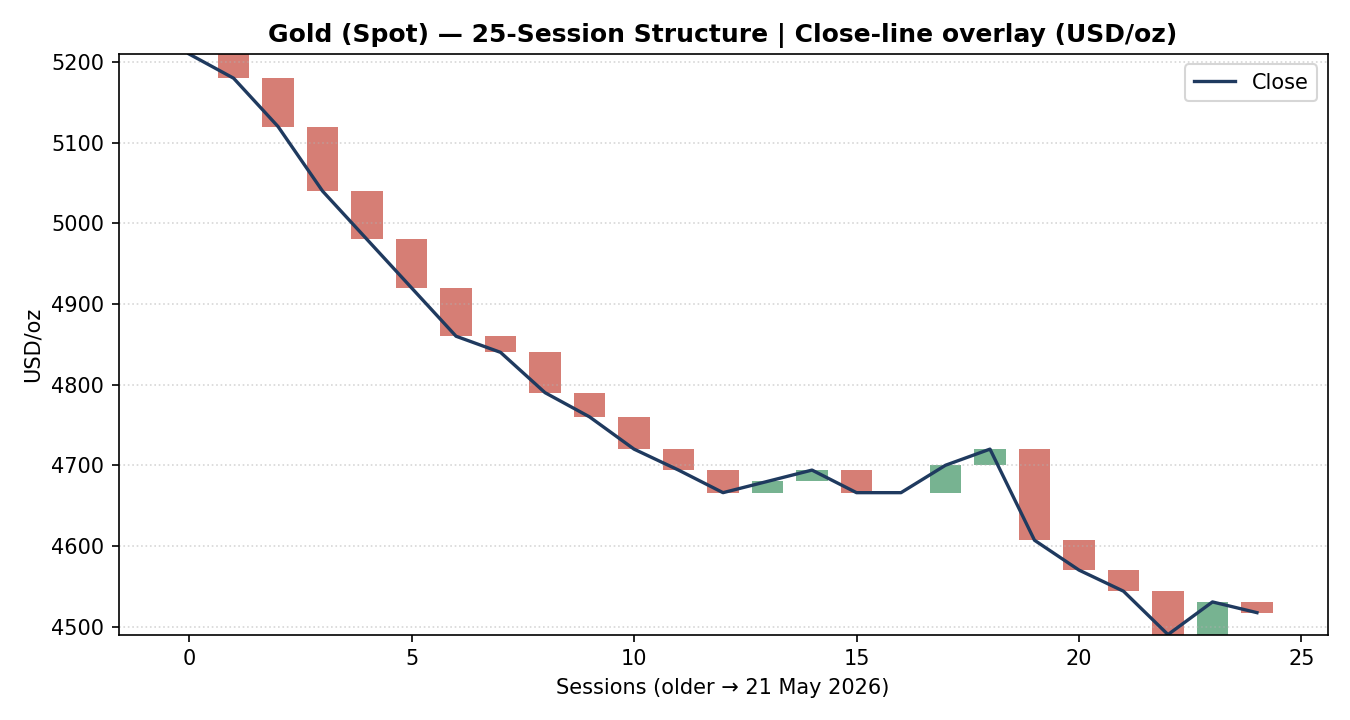 Gold (Spot) — 25-Session Structure | Close-line overlay (USD/oz)
Close
5200
5100
5000
4900
4800
4700
4600
4500
USD/oz
0 5 10 15 20 25
Sessions (older → 21 May 2026)